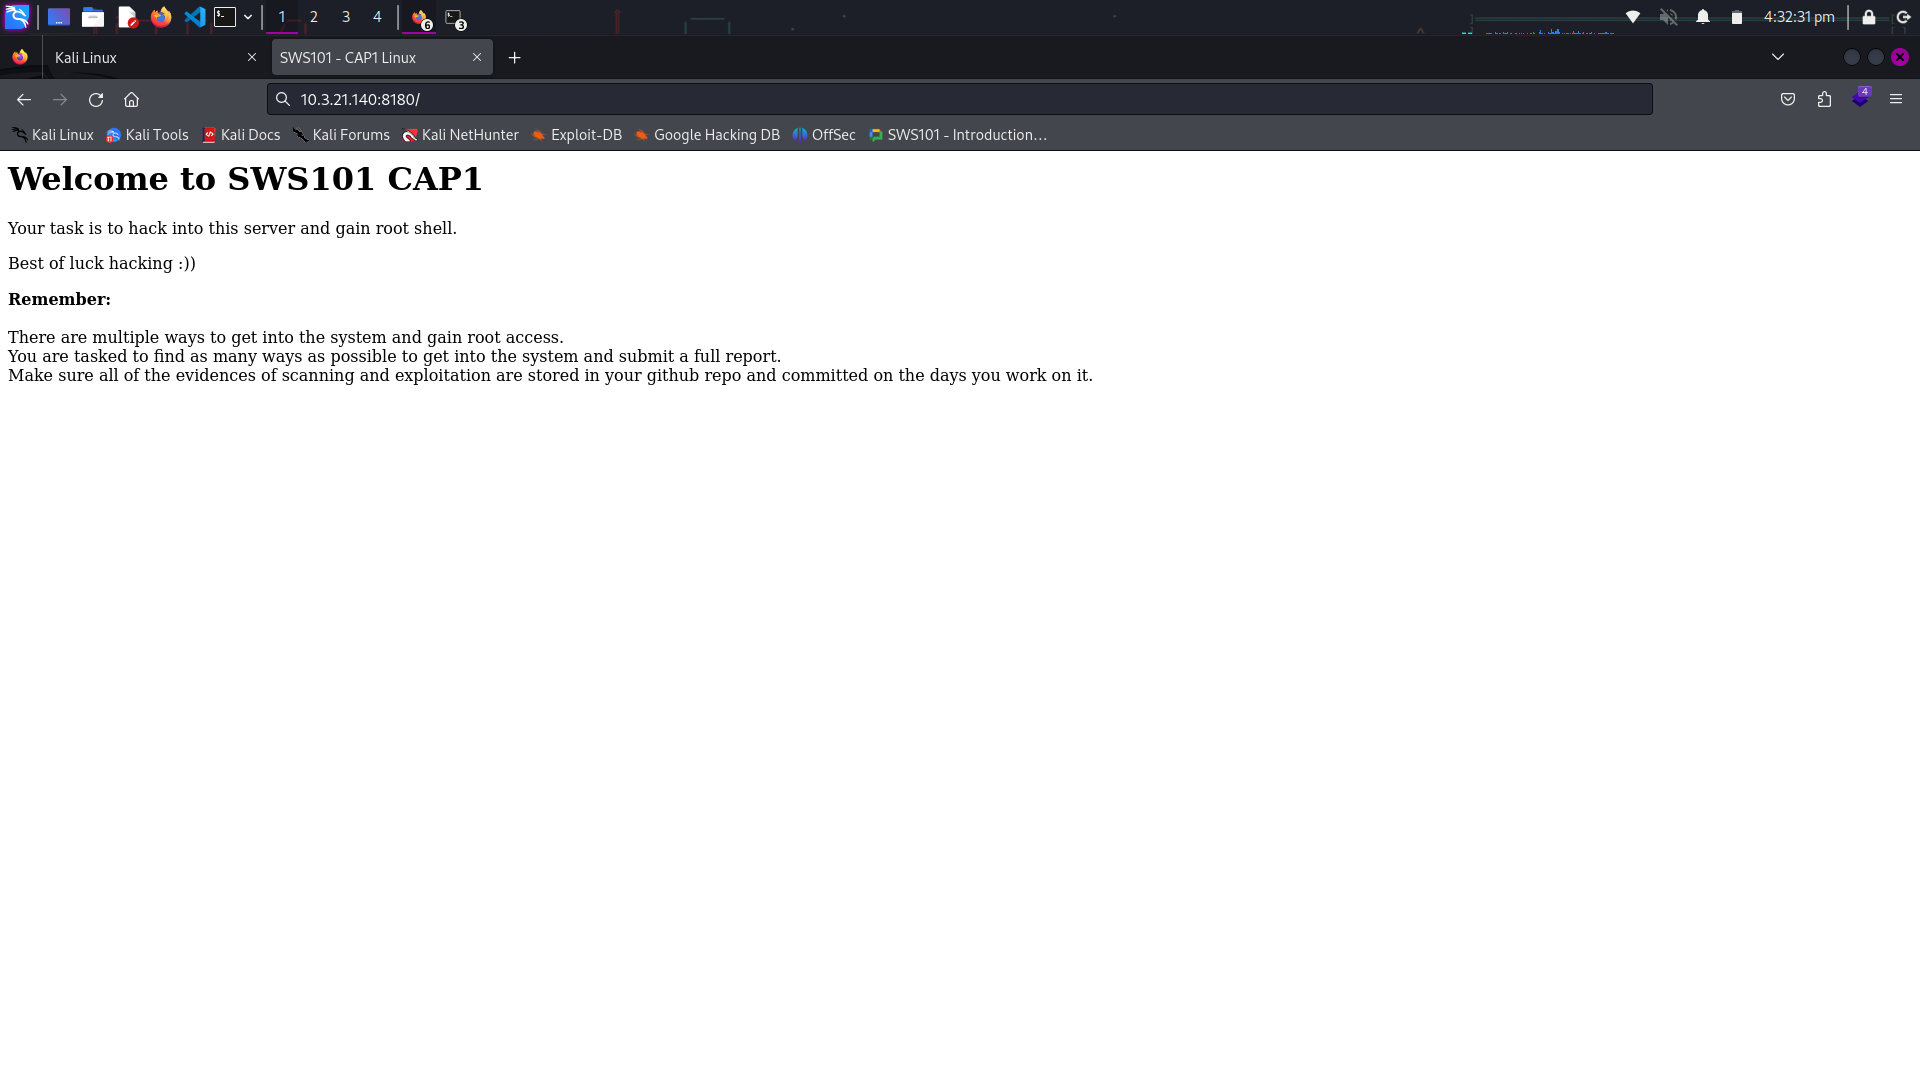 1 2 3 4 6 3 4:32:31 pm
Kali Linux
SWS101 - CAP1 Linux
10.3.21.140:8180/
4
Kali Linux Kali Tools Kali Docs Kali Forums Kali NetHunter Exploit-DB Google Hacking DB OffSec SWS101 - Introduction…
Welcome to SWS101 CAP1
Your task is to hack into this server and gain root shell.
Best of luck hacking :))
Remember:
There are multiple ways to get into the system and gain root access.
You are tasked to find as many ways as possible to get into the system and submit a full report.
Make sure all of the evidences of scanning and exploitation are stored in your github repo and committed on the days you work on it.